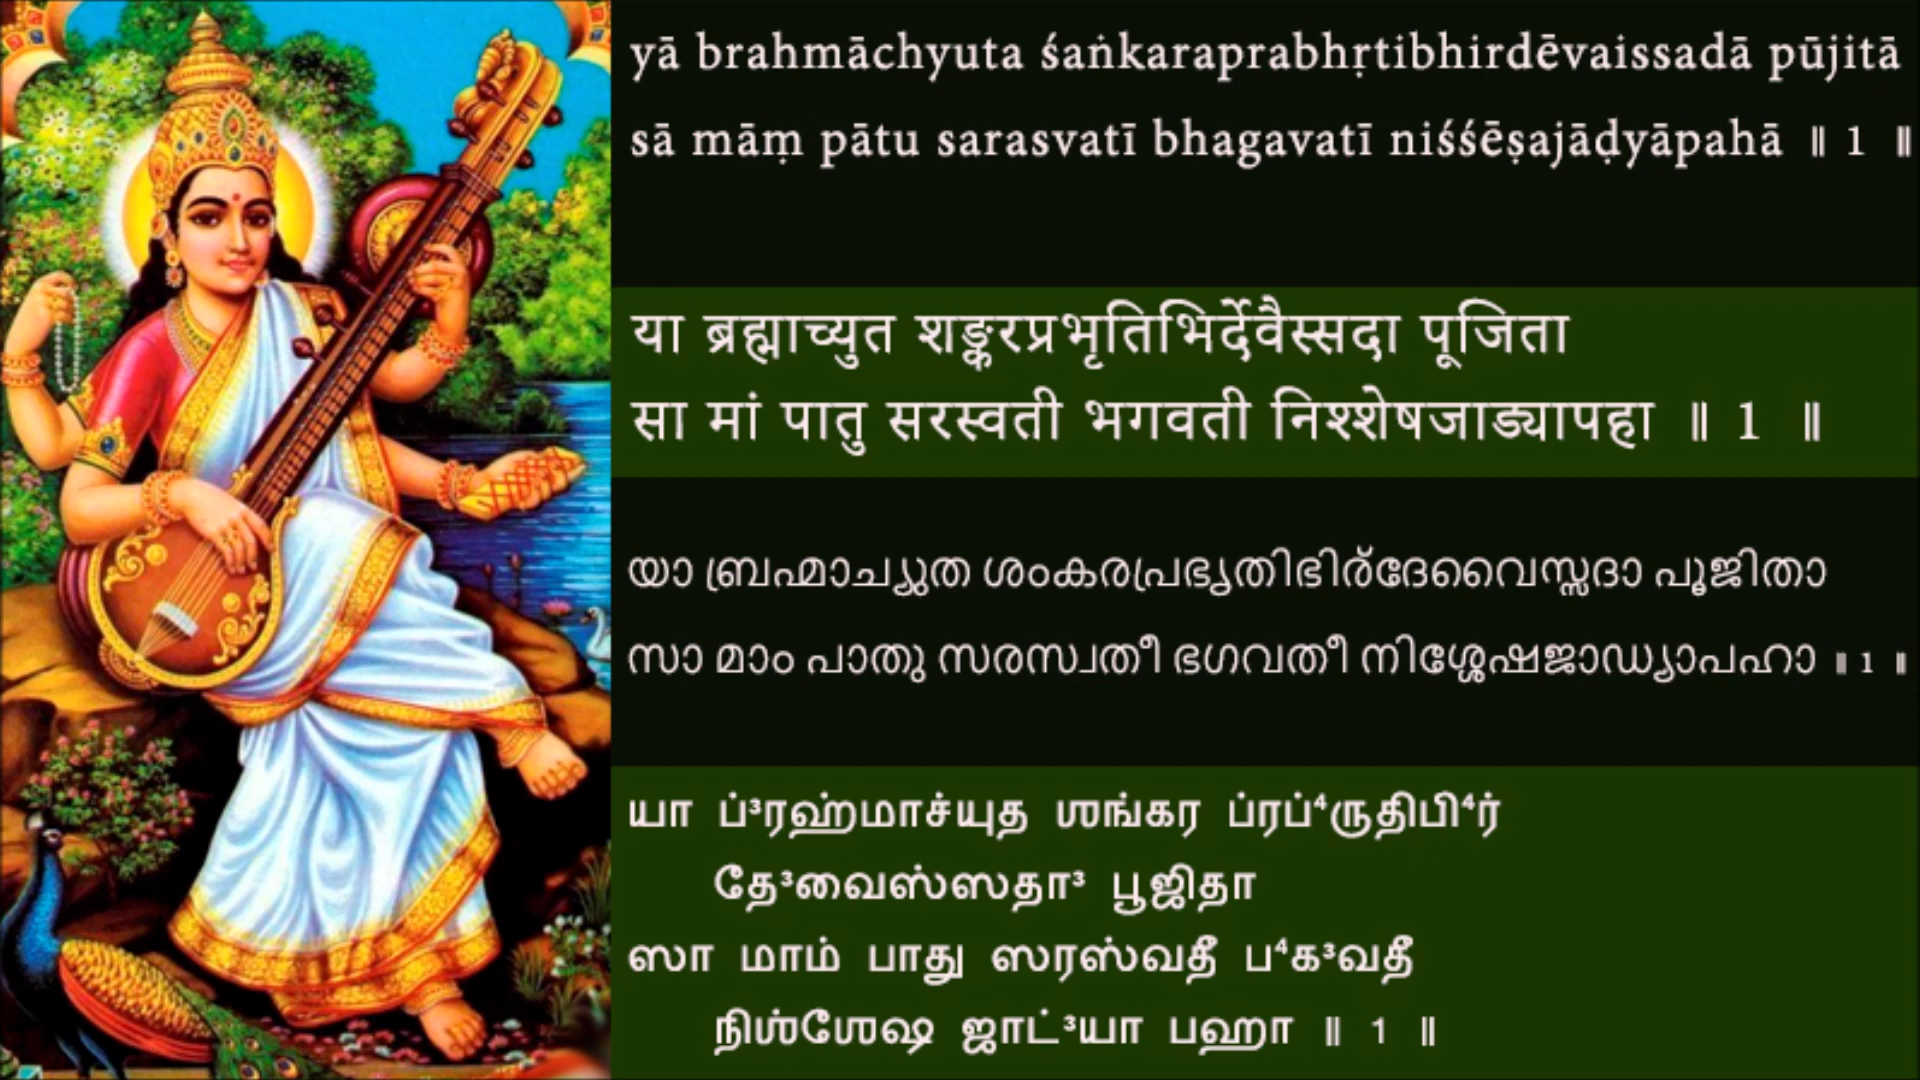 yā brahmāchyuta śaṅkaraprabhṛtibhirdēvaissadā pūjitā
sā māṃ pātu sarasvatī bhagavatī niśśēṣajāḍyāpahā ॥ 1 ॥
या ब्रह्माच्युत शङ्करप्रभृतिभिर्देवैस्सदा पूजिता
सा मां पातु सरस्वती भगवती निश्शेषजाड्यापहा ॥ 1 ॥
യാ ബ്രഹ്മാച്യുത ശംകരപ്രഭൃതിഭിര്ദേവൈസ്സദാ പൂജിതാ
സാ മാം പാതു സരസ്വതീ ഭഗവതീ നിശ്ശേഷജാഡ്യാപഹാ ॥ 1 ॥
யா ப்³ரஹ்மாச்யுத ஶங்கர ப்ரப்⁴ருதிபி⁴ர்
தே³வைஸ்ஸதா³ பூஜிதா
ஸா மாம் பாது ஸரஸ்வதீ ப⁴க³வதீ
நிஶ்ஶேஷ ஜாட்³யா பஹா ॥ 1 ॥